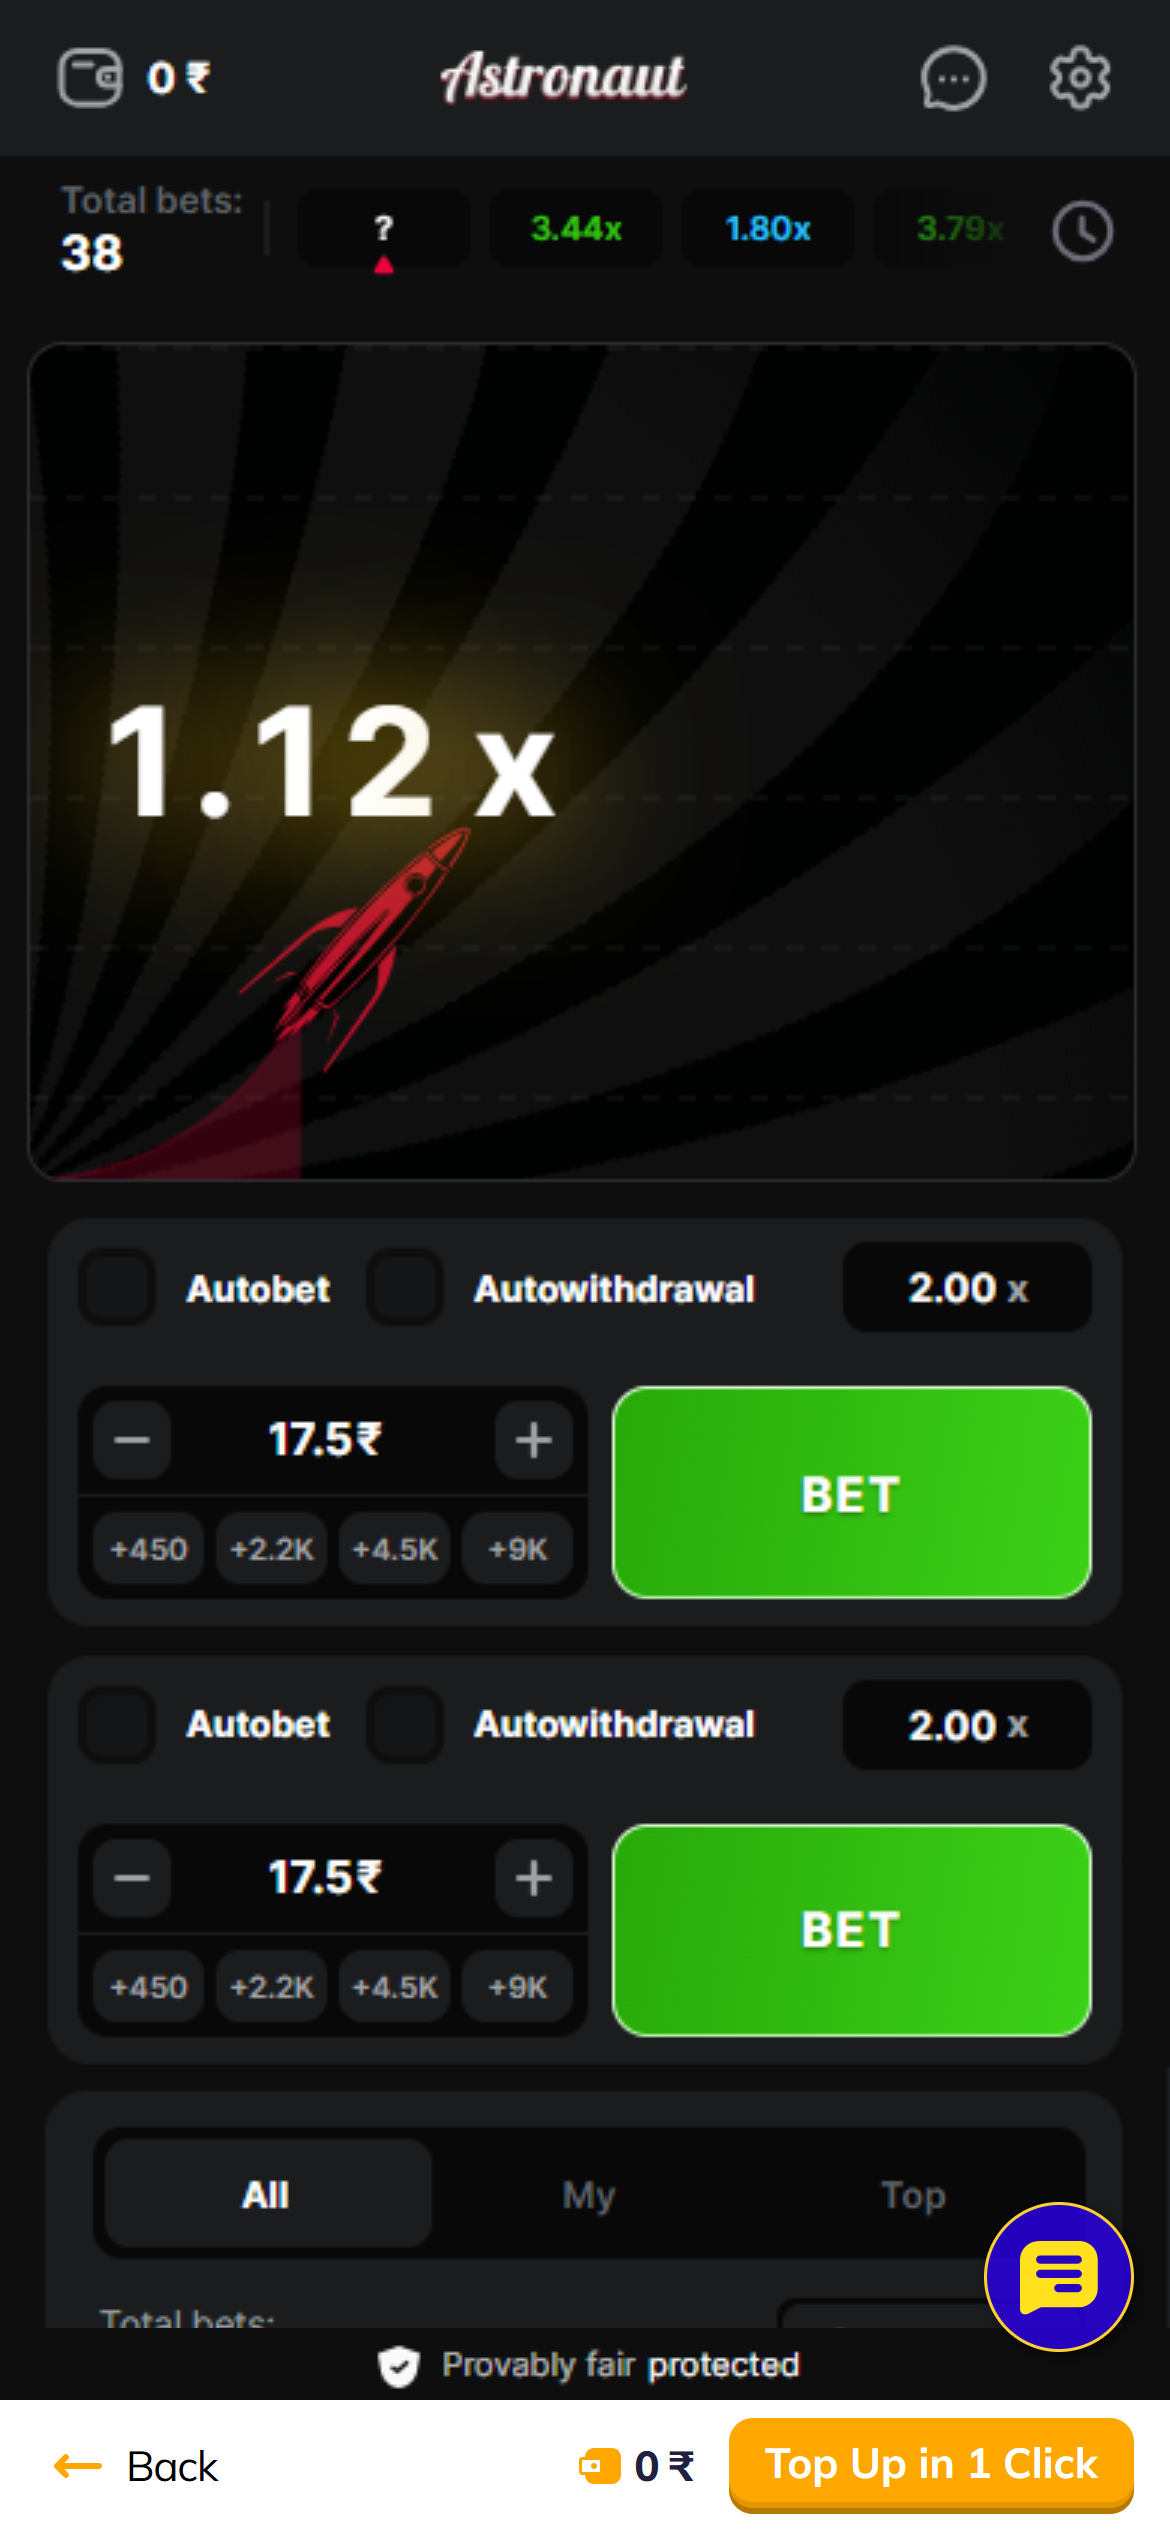 0 ₹ Astronaut
Total bets:
38
? 3.44x 1.80x 3.79x
1.12 x
Autobet Autowithdrawal 2.00 x
17.5₹
BET
+450 +2.2K +4.5K +9K
Autobet Autowithdrawal 2.00 x
17.5₹
BET
+450 +2.2K +4.5K +9K
All My Top
Total bets:
Provably fair protected
Back 0 ₹ Top Up in 1 Click